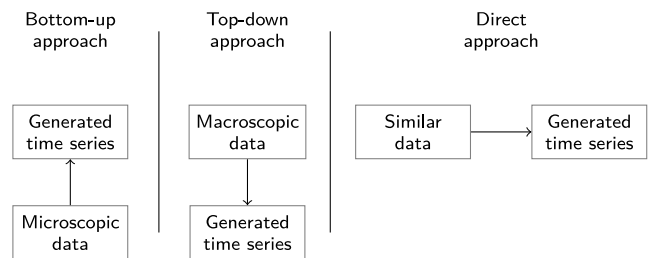 Bottom-up
approach
Top-down
approach
Direct
approach
Generated
time series
Microscopic
data
Macroscopic
data
Generated
time series
Similar
data
Generated
time series